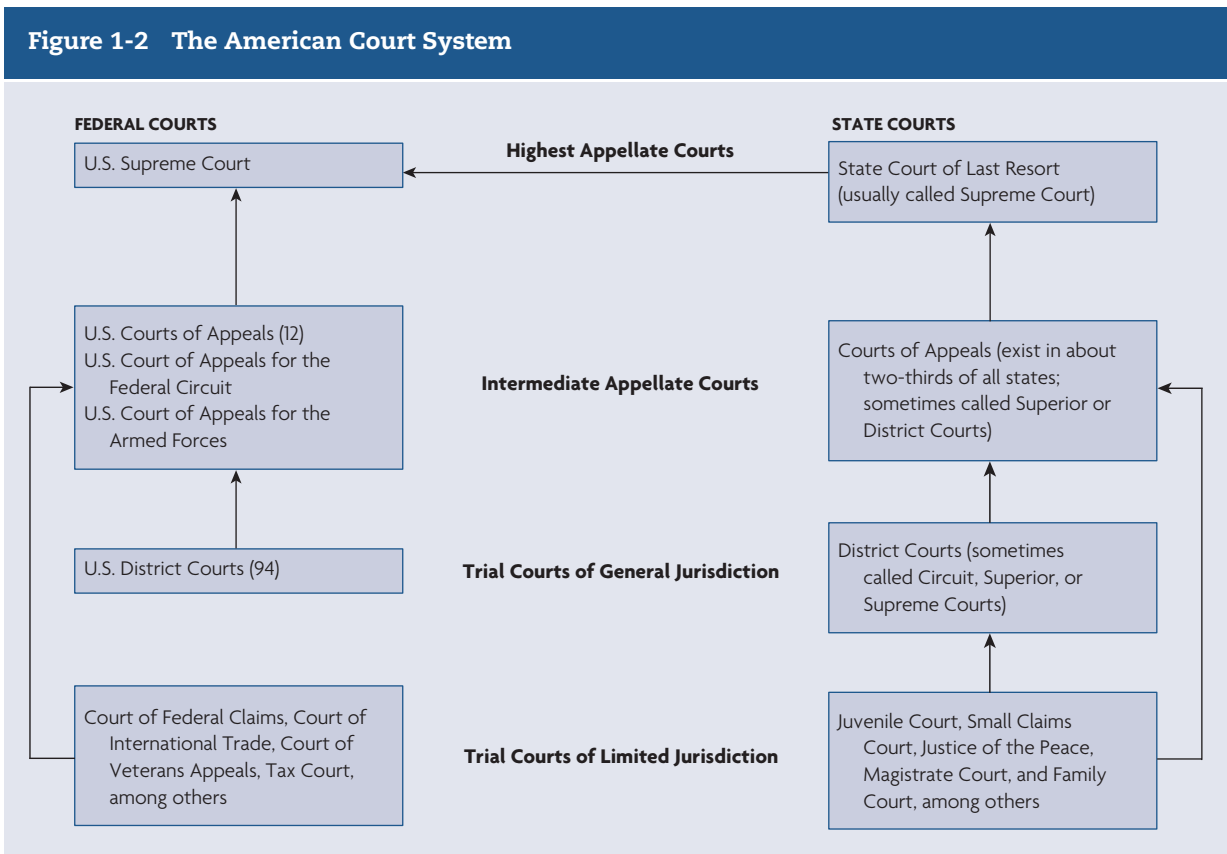 Figure 1-2 The American Court System
FEDERAL COURTS
STATE COURTS
U.S. Supreme Court
Highest Appellate Courts
State Court of Last Resort
(usually called Supreme Court)
U.S. Courts of Appeals (12)
U.S. Court of Appeals for the
Federal Circuit
U.S. Court of Appeals for the
Armed Forces
Intermediate Appellate Courts
Courts of Appeals (exist in about
two-thirds of all states;
sometimes called Superior or
District Courts)
U.S. District Courts (94)
Trial Courts of General Jurisdiction
District Courts (sometimes
called Circuit, Superior, or
Supreme Courts)
Court of Federal Claims, Court of
International Trade, Court of
Veterans Appeals, Tax Court,
among others
Trial Courts of Limited Jurisdiction
Juvenile Court, Small Claims
Court, Justice of the Peace,
Magistrate Court, and Family
Court, among others